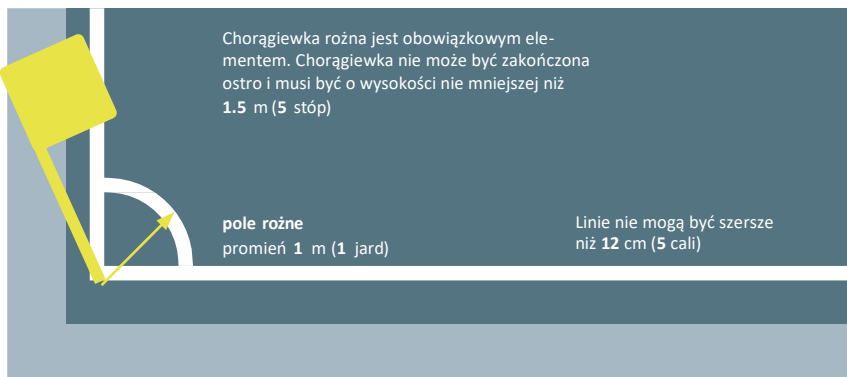 Chorągiewka rożna jest obowiązkowym ele-
mentem. Chorągiewka nie może być zakończona
ostro i musi być o wysokości nie mniejszej niż
1.5 m (5 stóp)
pole rożne
promień 1 m (1 jard)
Linie nie mogą być szersze
niż 12 cm (5 cali)